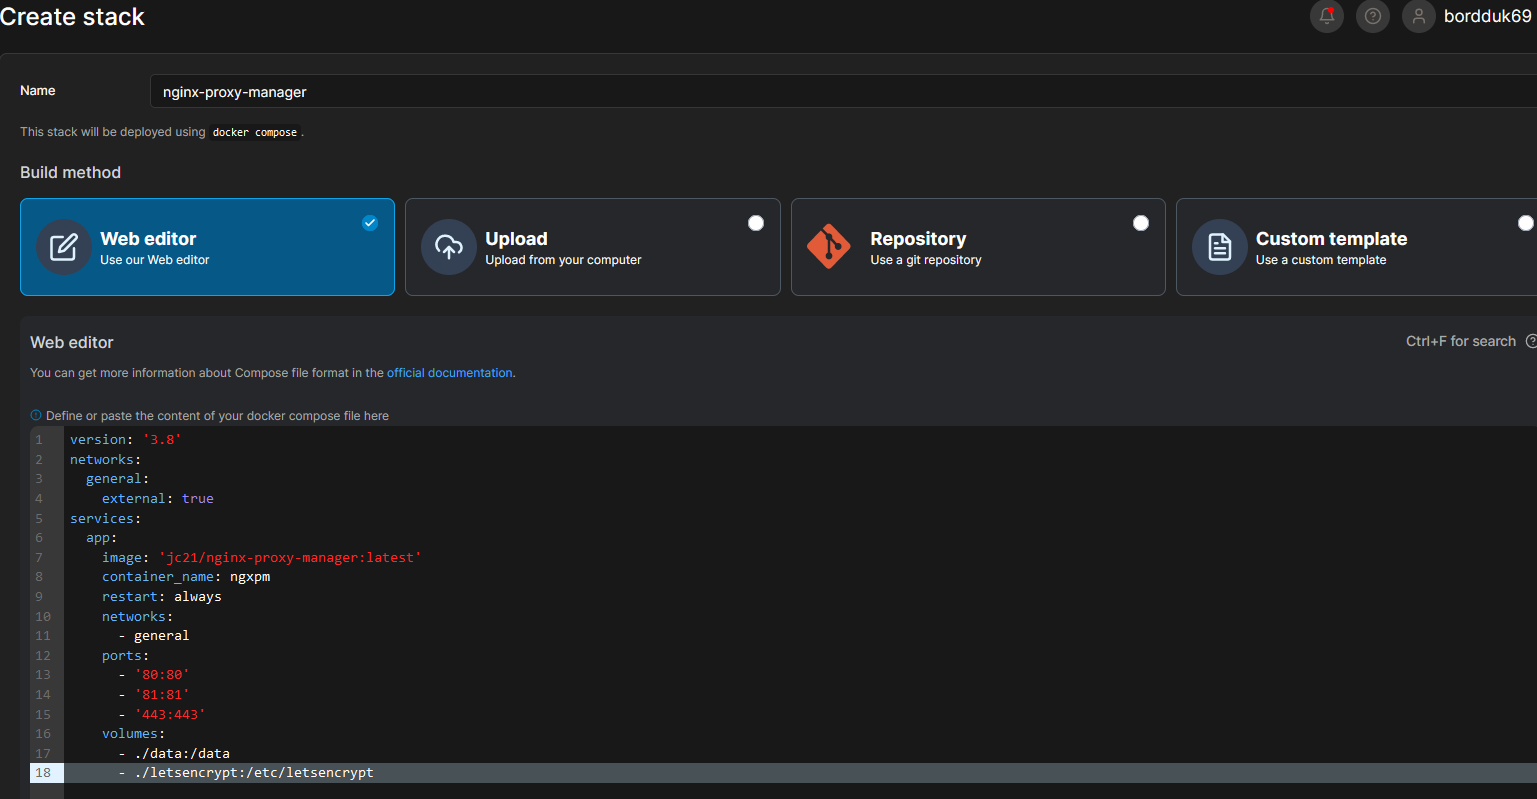 Create stack
bordduk69
Name
nginx-proxy-manager
This stack will be deployed using docker compose.
Build method
Web editor
Use our Web editor
Upload
Upload from your computer
Repository
Use a git repository
Custom template
Use a custom template
Web editor
Ctrl+F for search
You can get more information about Compose file format in the official documentation.
Define or paste the content of your docker compose file here
1 version: '3.8'
2 networks:
3   general:
4     external: true
5 services:
6   app:
7     image: 'jc21/nginx-proxy-manager:latest'
8     container_name: ngxpm
9     restart: always
10     networks:
11       - general
12     ports:
13       - '80:80'
14       - '81:81'
15       - '443:443'
16     volumes:
17       - ./data:/data
18       - ./letsencrypt:/etc/letsencrypt